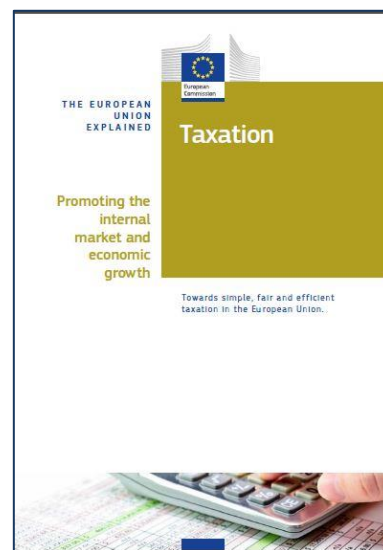 European
Commission
THE EUROPEAN
UNION
EXPLAINED
Taxation
Promoting the
internal
market and
economic
growth
Towards simple, fair and efficient
taxation in the European Union.